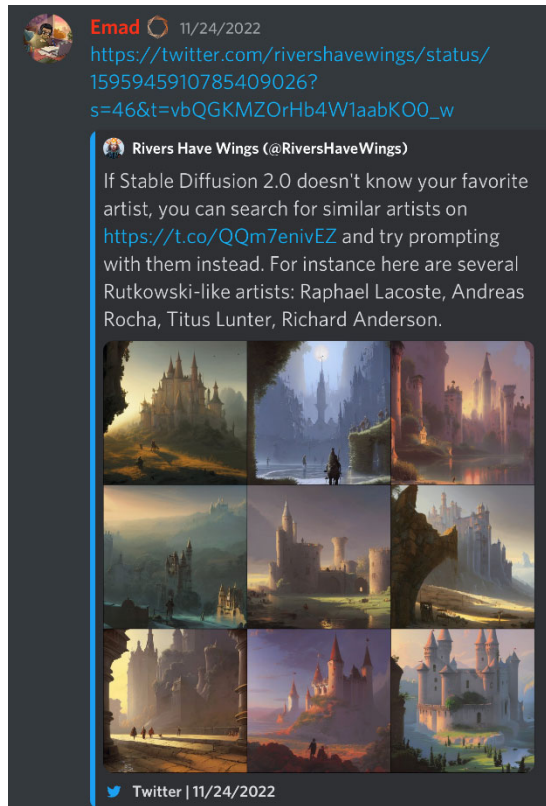 Emad 11/24/2022
https://twitter.com/rivershavewings/status/
1595945910785409026?
s=46&t=vbQGKMZOrHb4W1aabKO0_w
Rivers Have Wings (@RiversHaveWings)
If Stable Diffusion 2.0 doesn't know your favorite
artist, you can search for similar artists on
https://t.co/QQm7enivEZ and try prompting
with them instead. For instance here are several
Rutkowski-like artists: Raphael Lacoste, Andreas
Rocha, Titus Lunter, Richard Anderson.
Twitter | 11/24/2022